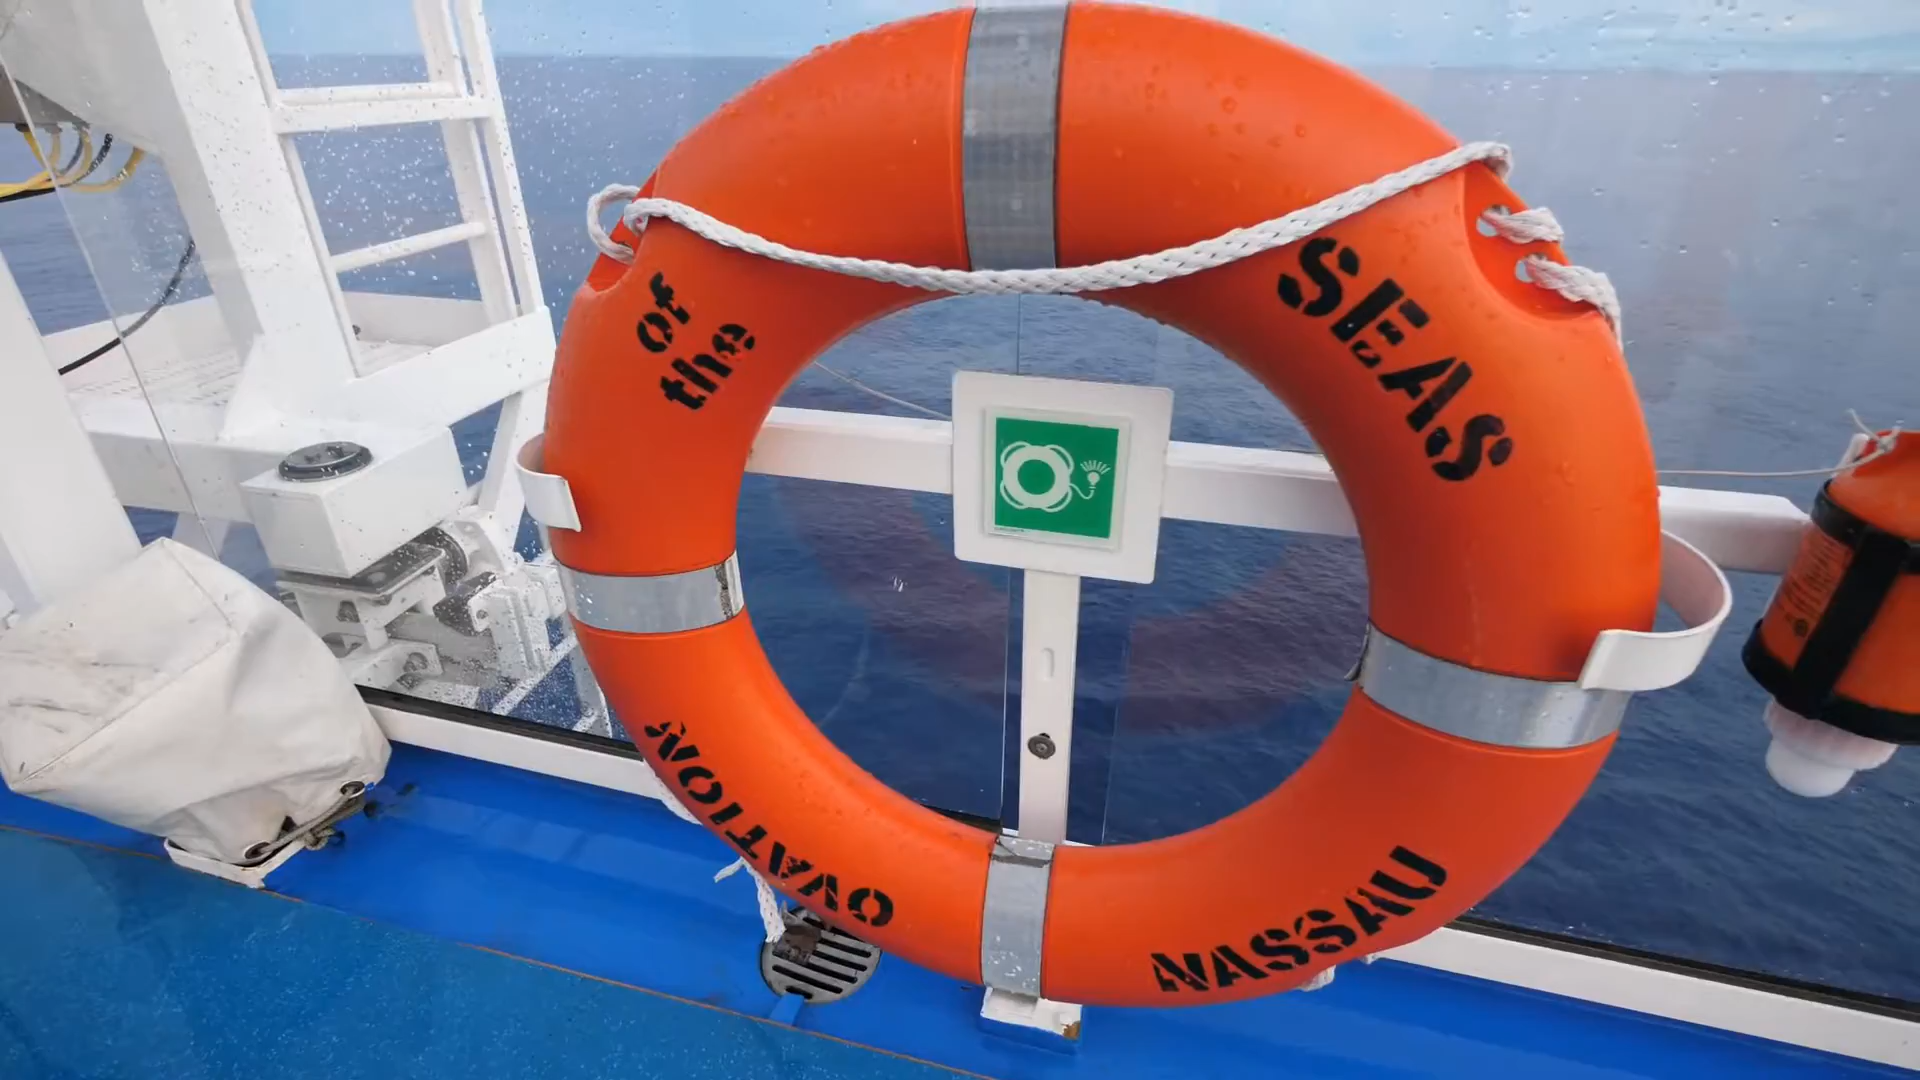 OVATION
of
the
SEAS
NASSAU